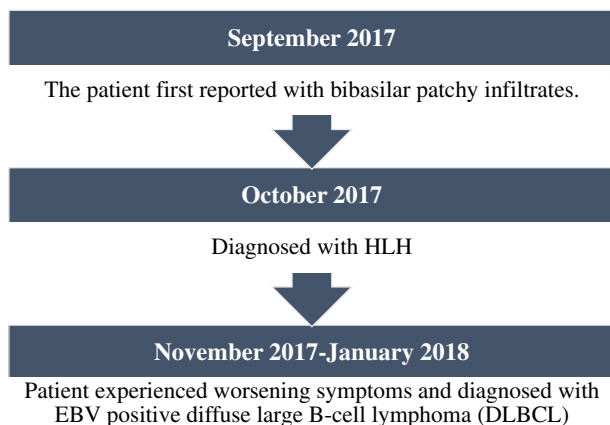 September 2017
The patient first reported with bibasilar patchy infiltrates.
October 2017
Diagnosed with HLH
November 2017-January 2018
Patient experienced worsening symptoms and diagnosed with
EBV positive diffuse large B-cell lymphoma (DLBCL)